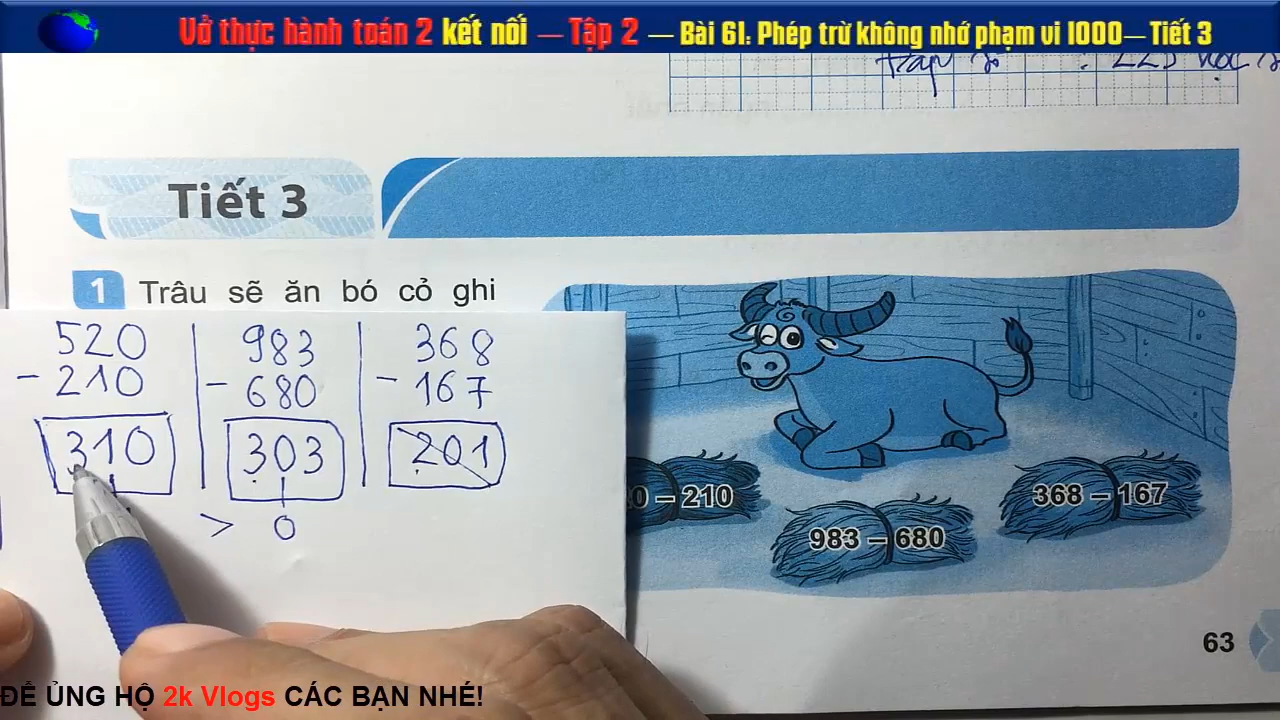 Vở thực hành toán 2 kết nối – Tập 2 – Bài 61: Phép trừ không nhớ phạm vi 1000– Tiết 3
Tiết 3
1 Trâu sẽ ăn bó cỏ ghi
520 983 368
- 210 - 680 - 167
310 303 201
> 0
0 – 210
983 – 680
368 – 167
63
ĐỂ ỦNG HỘ 2k Vlogs CÁC BẠN NHÉ!